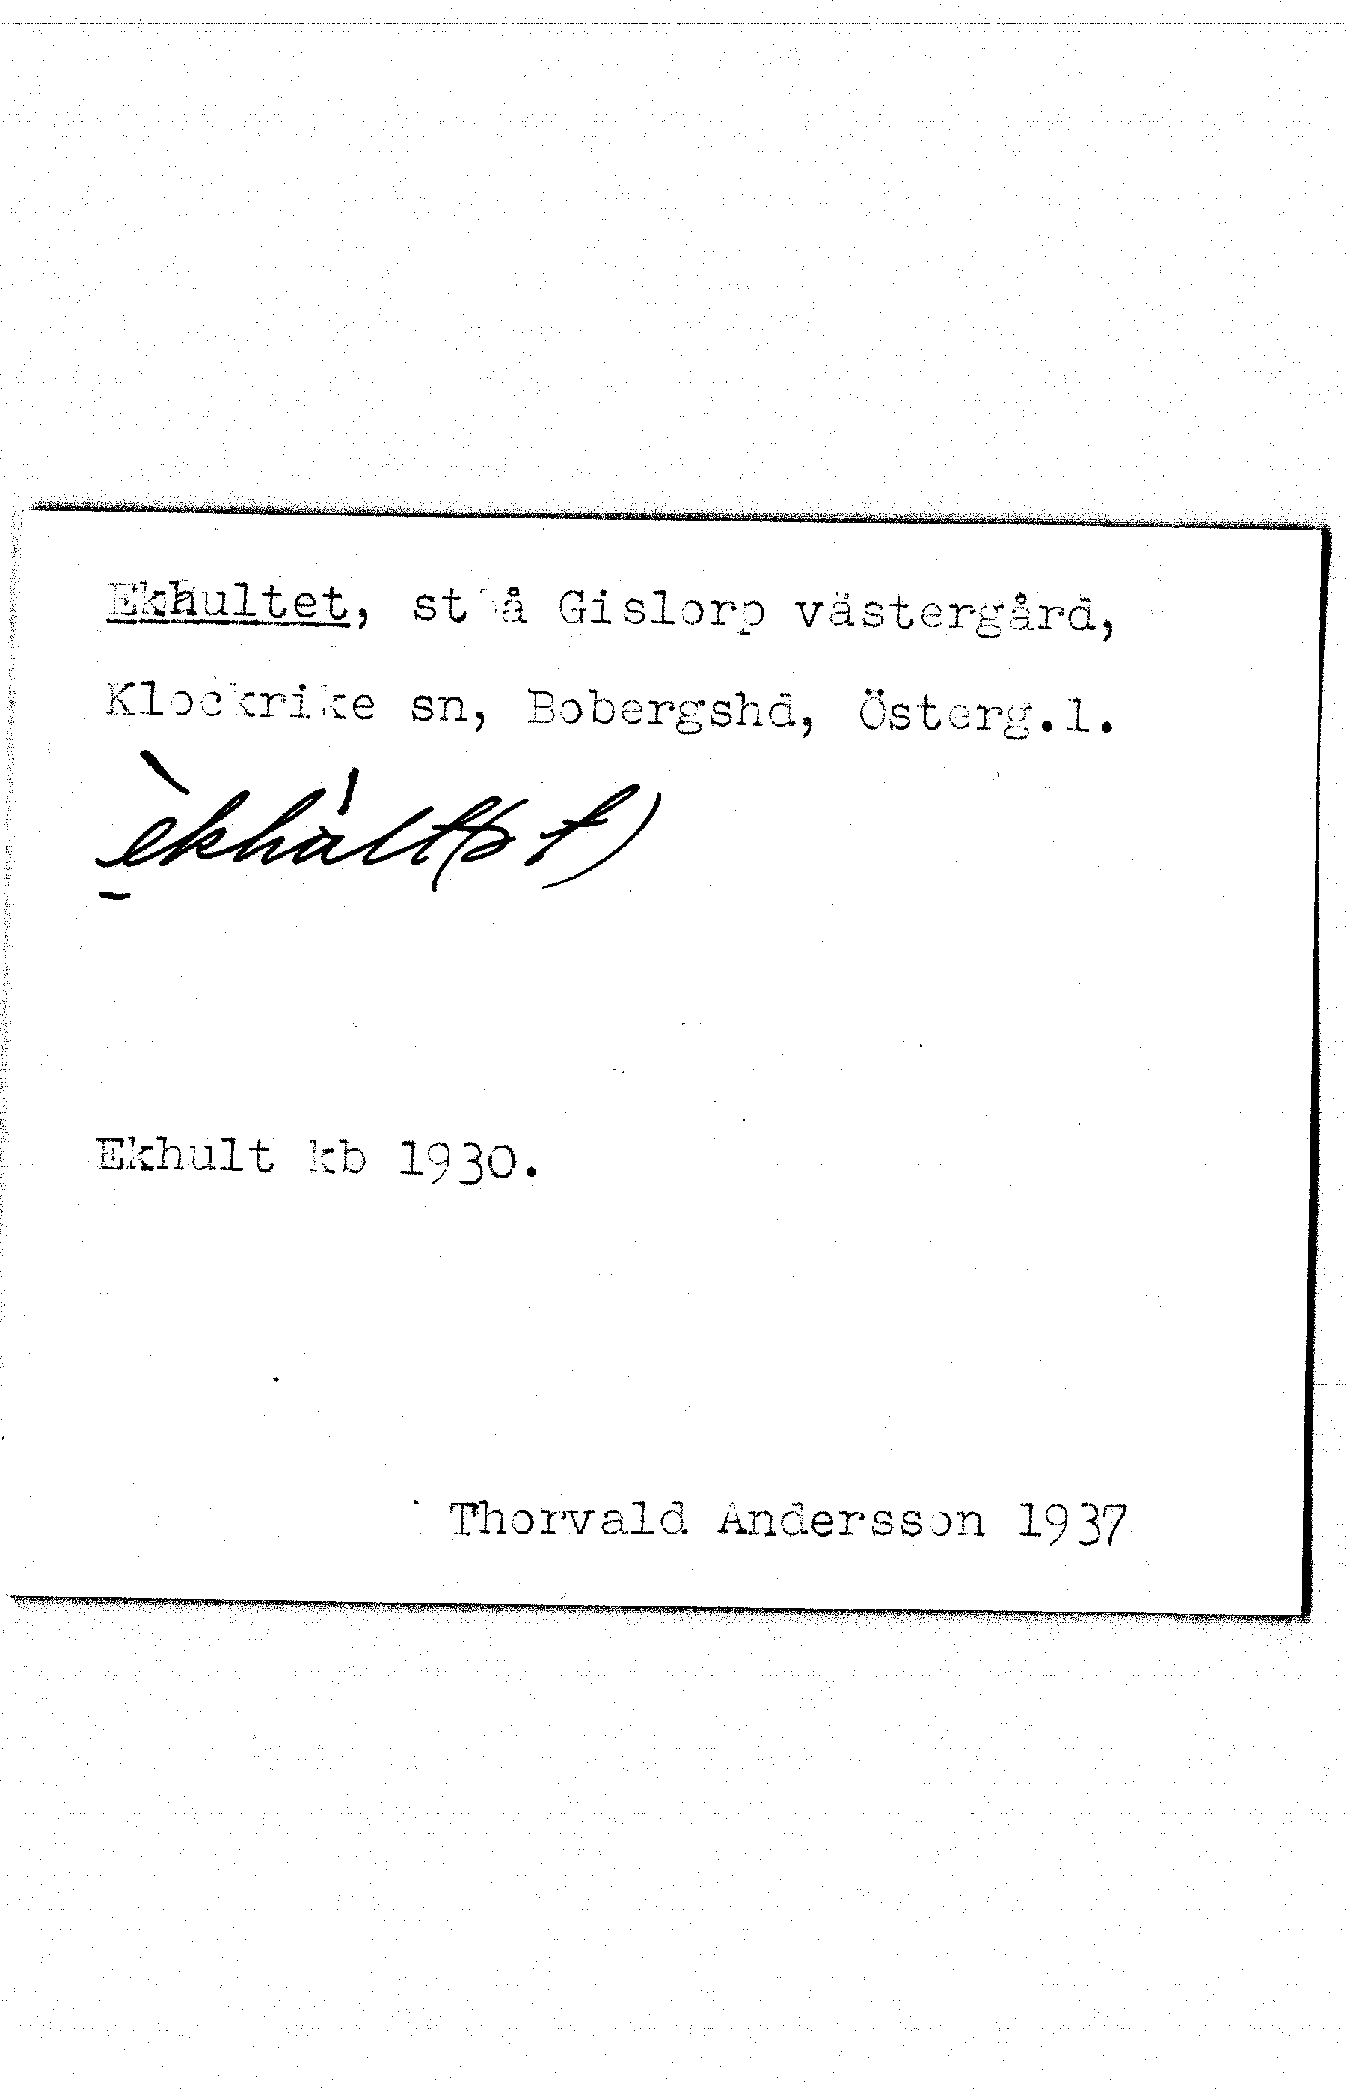 Ekhultet, st på Gislorp västergård,
Klockrike sn, Bobergshd, Österg.l.
Ekhult kb 1930.
Thorvald Andersson 1937